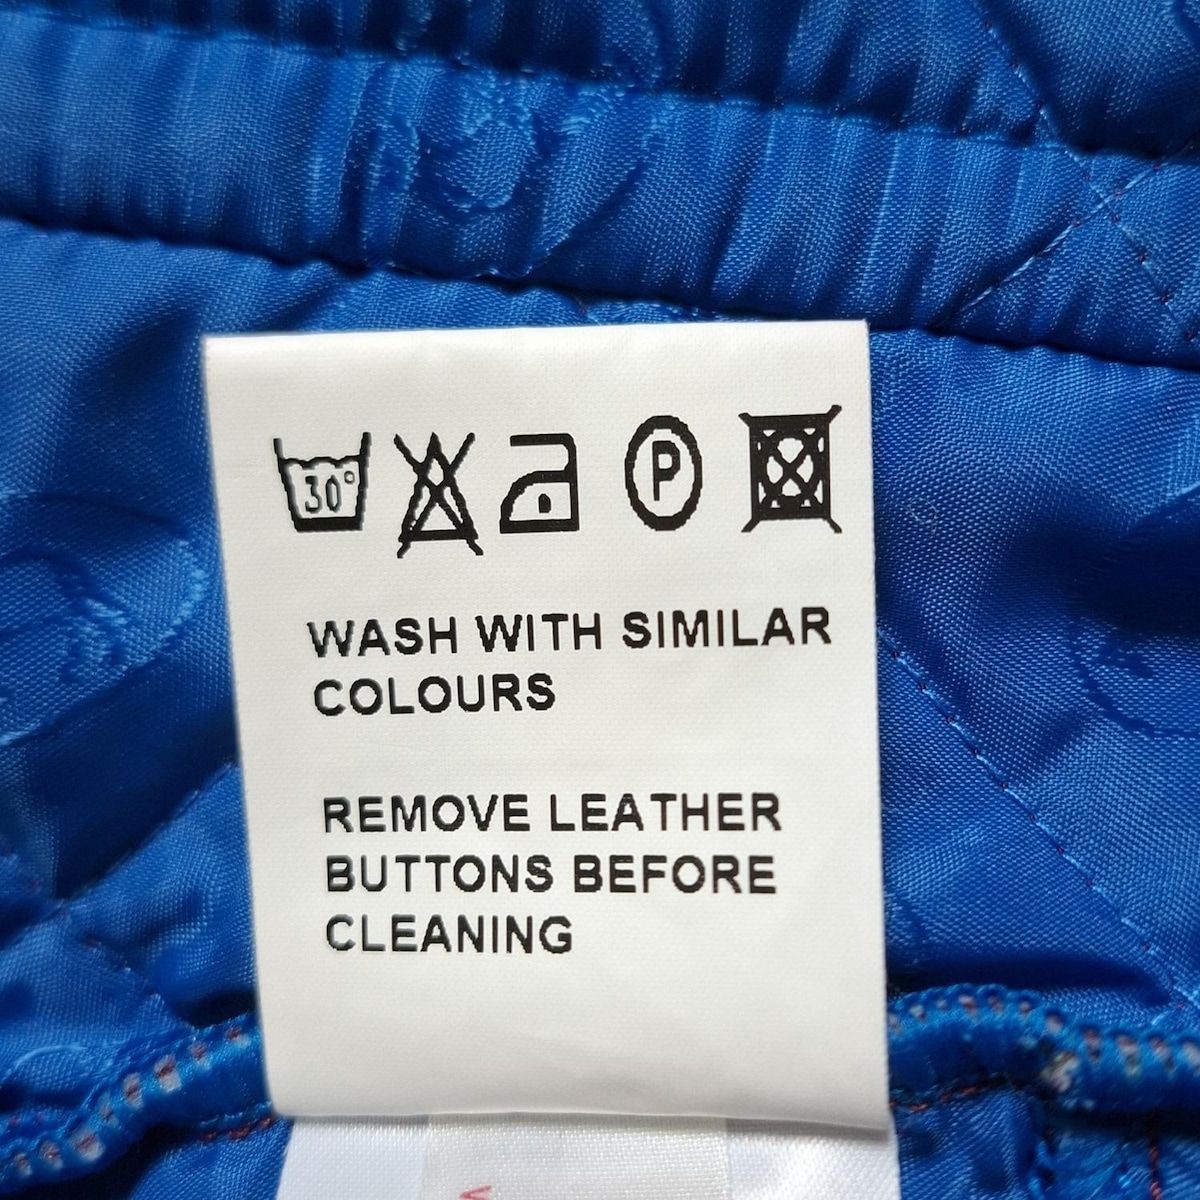 30°
P
WASH WITH SIMILAR
COLOURS
REMOVE LEATHER
BUTTONS BEFORE
CLEANING